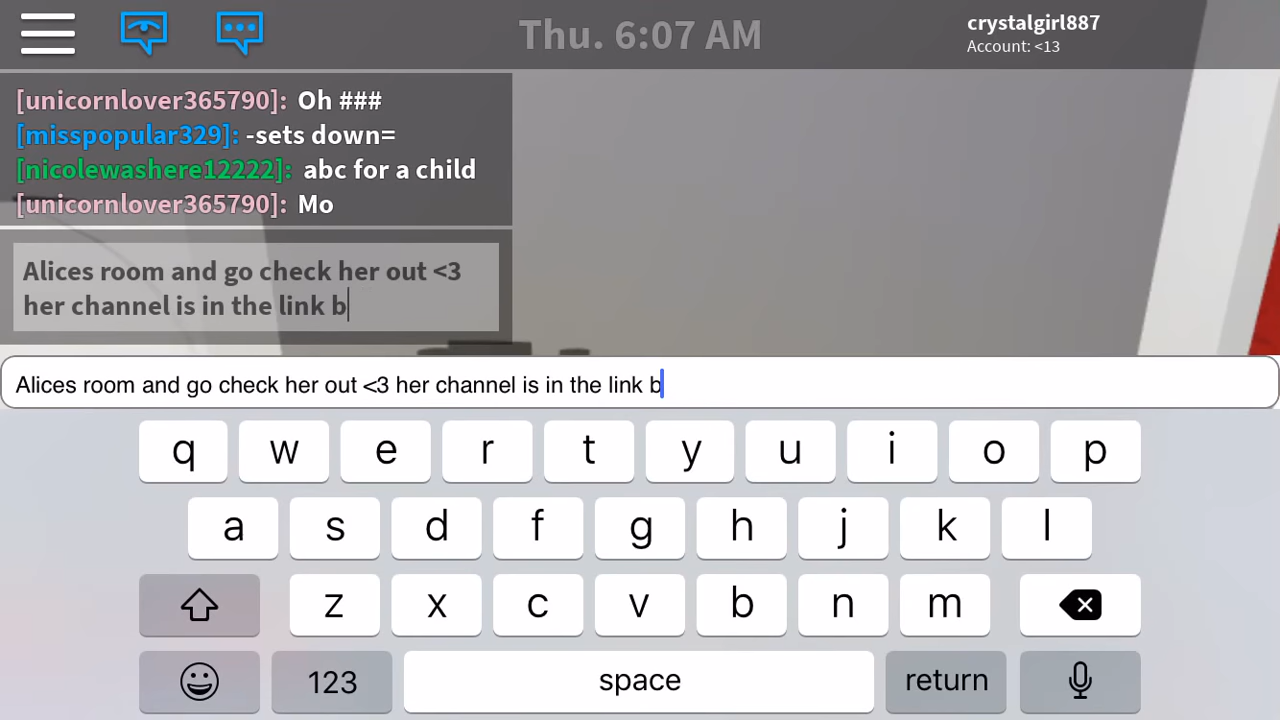 Thu. 6:07 AM
crystalgirl887
Account: <13
[unicornlover365790]: Oh ###
[misspopular329]: -sets down=
[nicolewashere12222]: abc for a child
[unicornlover365790]: Mo
Alices room and go check her out <3
her channel is in the link b
Alices room and go check her out <3 her channel is in the link b
q w e r t y u i o p
a s d f g h j k l
z x c v b n m
123 space return